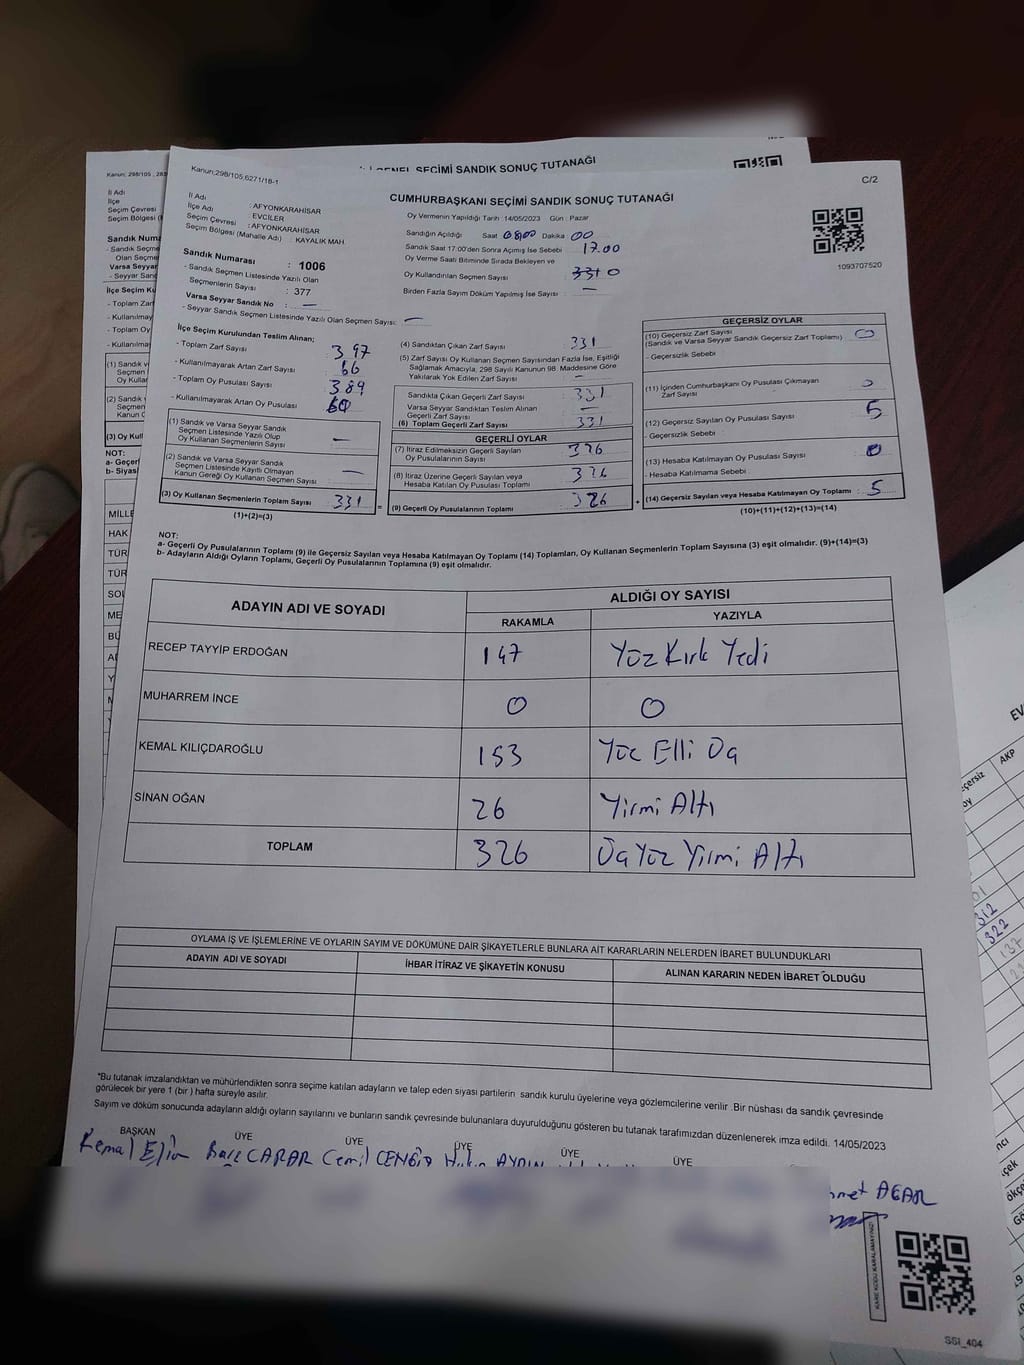 GENEL SEÇİMİ SANDIK SONUÇ TUTANAĞI
Kanun;298/105,6271/18-1
C/2
CUMHURBAŞKANI SEÇİMİ SANDIK SONUÇ TUTANAĞI
İl Adı : AFYONKARAHİSAR
İlçe Adı : EVCİLER
Seçim Çevresi : AFYONKARAHİSAR
Seçim Bölgesi (Mahalle Adı) : KAYALIK MAH.
Oy Vermenin Yapıldığı Tarih :14/05/2023 Gün : Pazar
Sandığın Açıldığı Saat 08:00 Dakika 00
Sandık Saat 17:00'den Sonra Açılmış İse Sebebi 17.00
Oy Verme Saati Bitiminde Sırada Bekleyen ve
Oy Kullandırılan Seçmen Sayısı 0
Birden Fazla Sayım Döküm Yapılmış İse Sayısı : —
1093707520
Sandık Numarası : 1006
- Sandık Seçmen Listesinde Yazılı Olan
Seçmenlerin Sayısı : 377
Varsa Seyyar Sandık No : —
- Seyyar Sandık Seçmen Listesinde Yazılı Olan Seçmen Sayısı: —
İlçe Seçim Kurulundan Teslim Alınan;
- Toplam Zarf Sayısı : 397
- Kullanılmayarak Artan Zarf Sayısı : 66
- Toplam Oy Pusulası Sayısı : 389
- Kullanılmayarak Artan Oy Pusulası
(1) Sandık ve Varsa Seyyar Sandık
Seçmen Listesinde Yazılı Olup
Oy Kullanan Seçmenlerin Sayısı : —
(2) Sandık ve Varsa Seyyar Sandık
Seçmen Listesinde Kayıtlı Olmayan
Kanun Gereği Oy Kullanan Seçmen Sayısı : —
(3) Oy Kullanan Seçmenlerin Toplam Sayısı : 331
(1)+(2)=(3)
(4) Sandıktan Çıkan Zarf Sayısı : 331
(5) Zarf Sayısı Oy Kullanan Seçmen Sayısından Fazla İse, Eşitliği
Sağlamak Amacıyla, 298 Sayılı Kanunun 98. Maddesine Göre
Yakılarak Yok Edilen Zarf Sayısı : —
Sandıkta Çıkan Geçerli Zarf Sayısı : 331
Varsa Seyyar Sandıktan Teslim Alınan
Geçerli Zarf Sayısı : —
(6) Toplam Geçerli Zarf Sayısı : 331
GEÇERLİ OYLAR
(7) İtiraz Edilmeksizin Geçerli Sayılan
Oy Pusulalarının Sayısı : 326
(8) İtiraz Üzerine Geçerli Sayılan veya
Hesaba Katılan Oy Pusulası Toplamı : 326
(9) Geçerli Oy Pusulalarının Toplamı : 326
GEÇERSİZ OYLAR
(10) Geçersiz Zarf Sayısı
(Sandık ve Varsa Seyyar Sandık Geçersiz Zarf Toplamı) : 0
- Geçersizlik Sebebi
(11) İçinden Cumhurbaşkanı Oy Pusulası Çıkmayan
Zarf Sayısı : 0
(12) Geçersiz Sayılan Oy Pusulası Sayısı : 5
- Geçersizlik Sebebi :
(13) Hesaba Katılmayan Oy Pusulası Sayısı : 0
- Hesaba Katılmama Sebebi :
(14) Geçersiz Sayılan veya Hesaba Katılmayan Oy Toplamı : 5
(10)+(11)+(12)+(13)=(14)
NOT:
a- Geçerli Oy Pusulalarının Toplamı (9) ile Geçersiz Sayılan veya Hesaba Katılmayan Oy Toplamı (14) Toplamları, Oy Kullanan Seçmenlerin Toplam Sayısına (3) eşit olmalıdır. (9)+(14)=(3)
b- Adayların Aldığı Oyların Toplamı, Geçerli Oy Pusulalarının Toplamına (9) eşit olmalıdır.
ADAYIN ADI VE SOYADI
ALDIĞI OY SAYISI
RAKAMLA YAZIYLA
RECEP TAYYİP ERDOĞAN 147 Yüz Kırk Yedi
MUHARREM İNCE 0 0
KEMAL KILIÇDAROĞLU 153 Yüz Elli Üç
SİNAN OĞAN 26 Yirmi Altı
TOPLAM 326 Üç Yüz Yirmi Altı
OYLAMA İŞ VE İŞLEMLERİNE VE OYLARIN SAYIM VE DÖKÜMÜNE DAİR ŞİKAYETLERLE BUNLARA AİT KARARLARIN NELERDEN İBARET BULUNDUKLARI
ADAYIN ADI VE SOYADI İHBAR İTİRAZ VE ŞİKAYETİN KONUSU ALINAN KARARIN NEDEN İBARET OLDUĞU
*Bu tutanak imzalandıktan ve mühürlendikten sonra seçime katılan adayların ve talep eden siyasi partilerin sandık kurulu üyelerine veya gözlemcilerine verilir .Bir nüshası da sandık çevresinde
görülecek bir yere 1 (bir ) hafta süreyle asılır.
Sayım ve döküm sonucunda adayların aldığı oyların sayılarını ve bunların sandık çevresinde bulunanlara duyurulduğunu gösteren bu tutanak tarafımızdan düzenlenerek imza edildi. 14/05/2023
BAŞKAN ÜYE ÜYE ÜYE ÜYE ÜYE
Kemal CARAR Cemil CENGİZ AYDIN
AĞAR
KARE KODU KARALAMAYINIZ!
SSI_404